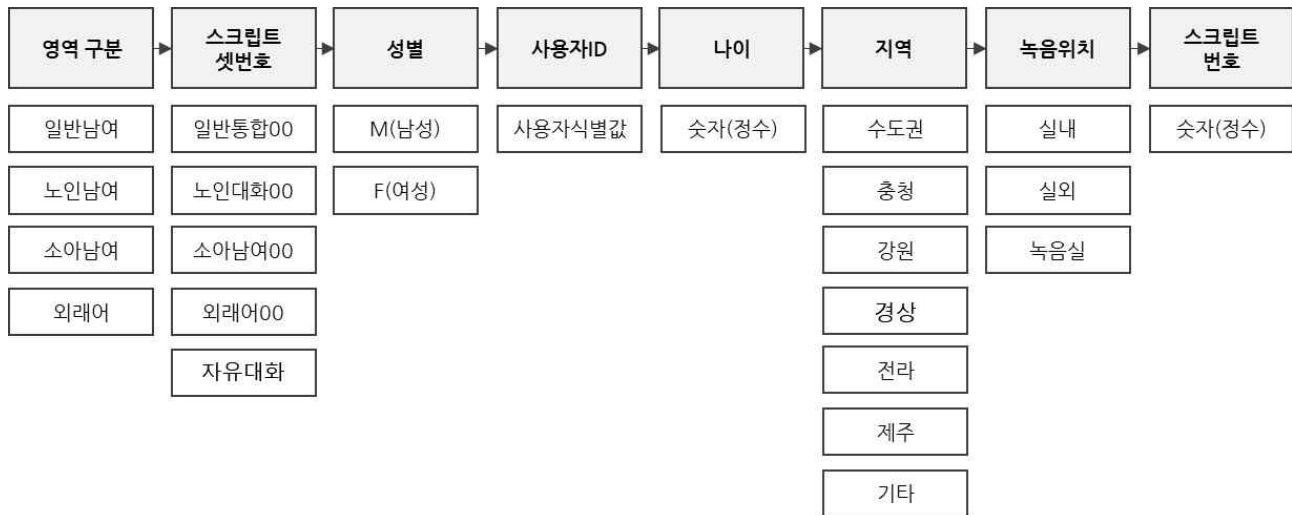 영역 구분
스크립트
셋번호
성별
사용자ID
나이
지역
녹음위치
스크립트
번호
일반남여
일반통합00
M(남성)
사용자식별값
숫자(정수)
수도권
실내
숫자(정수)
노인남여
노인대화00
F(여성)
충청
실외
소아남여
소아남여00
강원
녹음실
외래어
외래어00
경상
자유대화
전라
제주
기타